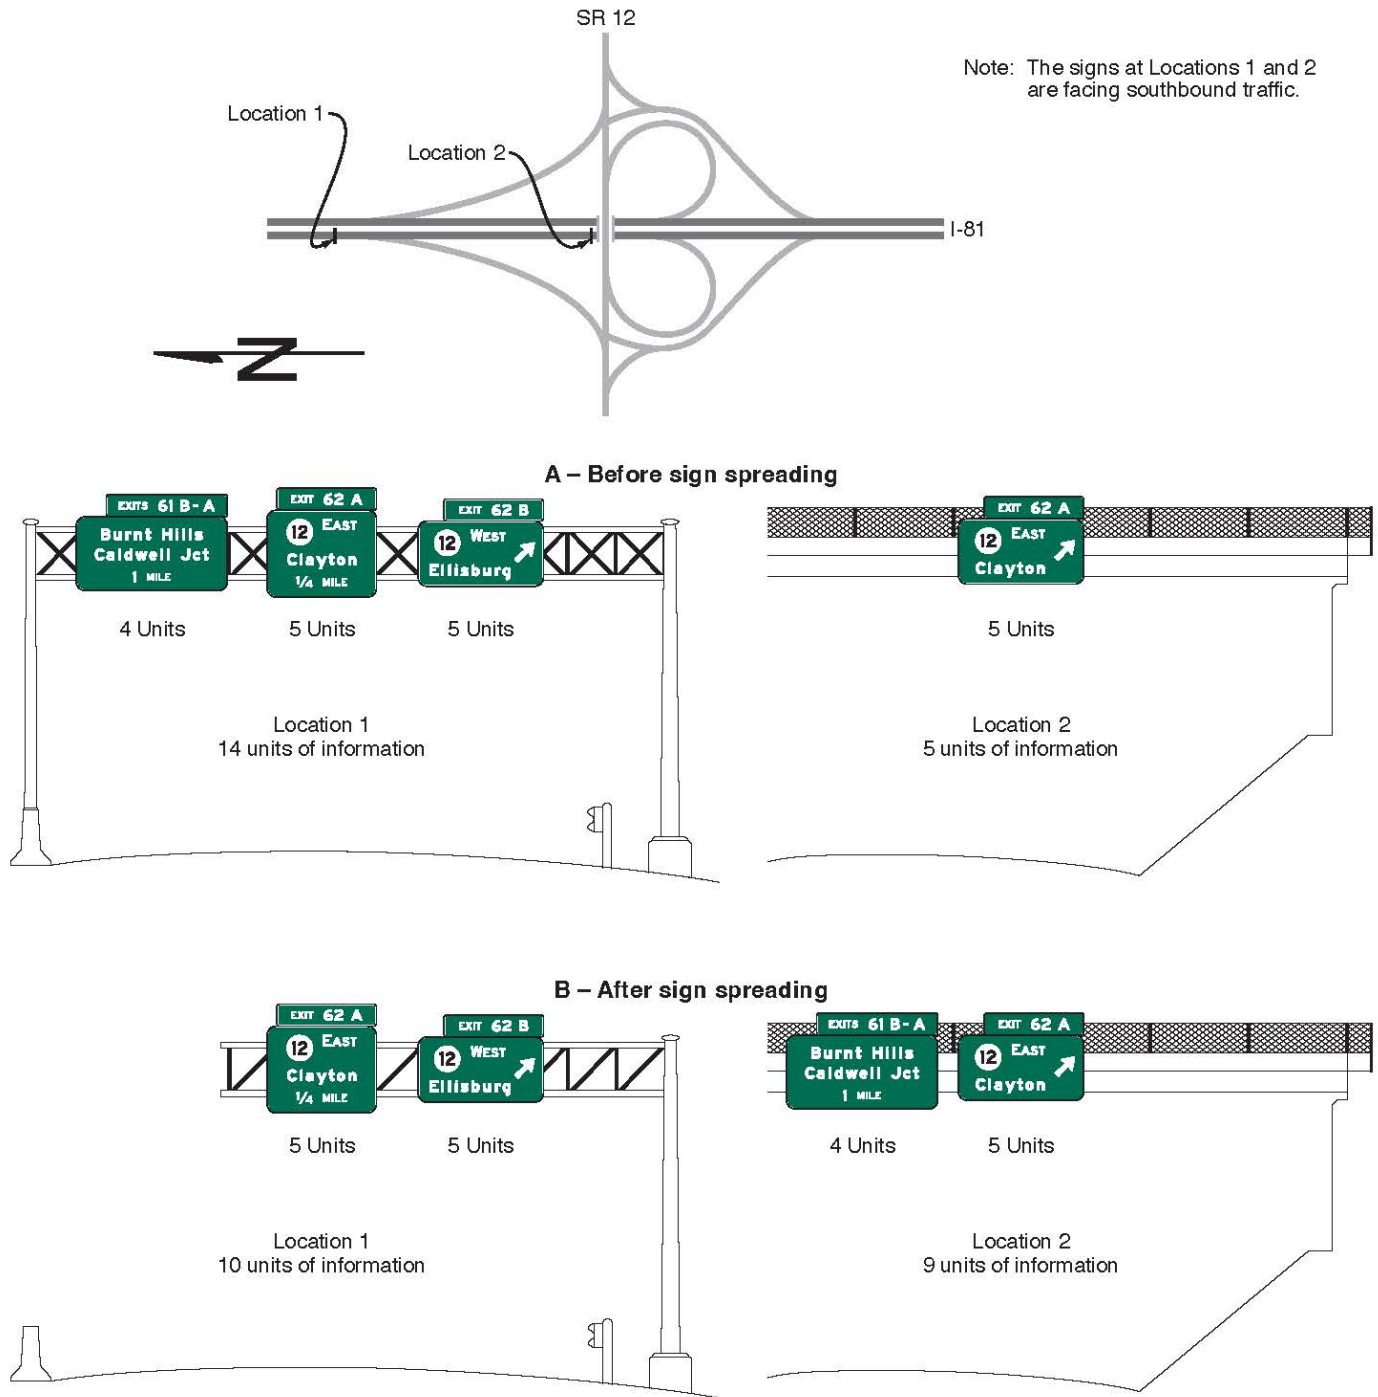 SR 12
Note: The signs at Locations 1 and 2
are facing southbound traffic.
Location 1
Location 2
I-81
N
A – Before sign spreading
EXITS 61 B-A
Burnt Hills
Caldwell Jct
1 MILE
4 Units
EXIT 62 A
12 EAST
Clayton
1/4 MILE
5 Units
EXIT 62 B
12 WEST
Ellisburg
5 Units
Location 1
14 units of information
EXIT 62 A
12 EAST
Clayton
5 Units
Location 2
5 units of information
B – After sign spreading
EXIT 62 A
12 EAST
Clayton
1/4 MILE
5 Units
EXIT 62 B
12 WEST
Ellisburg
5 Units
Location 1
10 units of information
EXITS 61 B-A
Burnt Hills
Caldwell Jct
1 MILE
4 Units
EXIT 62 A
12 EAST
Clayton
5 Units
Location 2
9 units of information